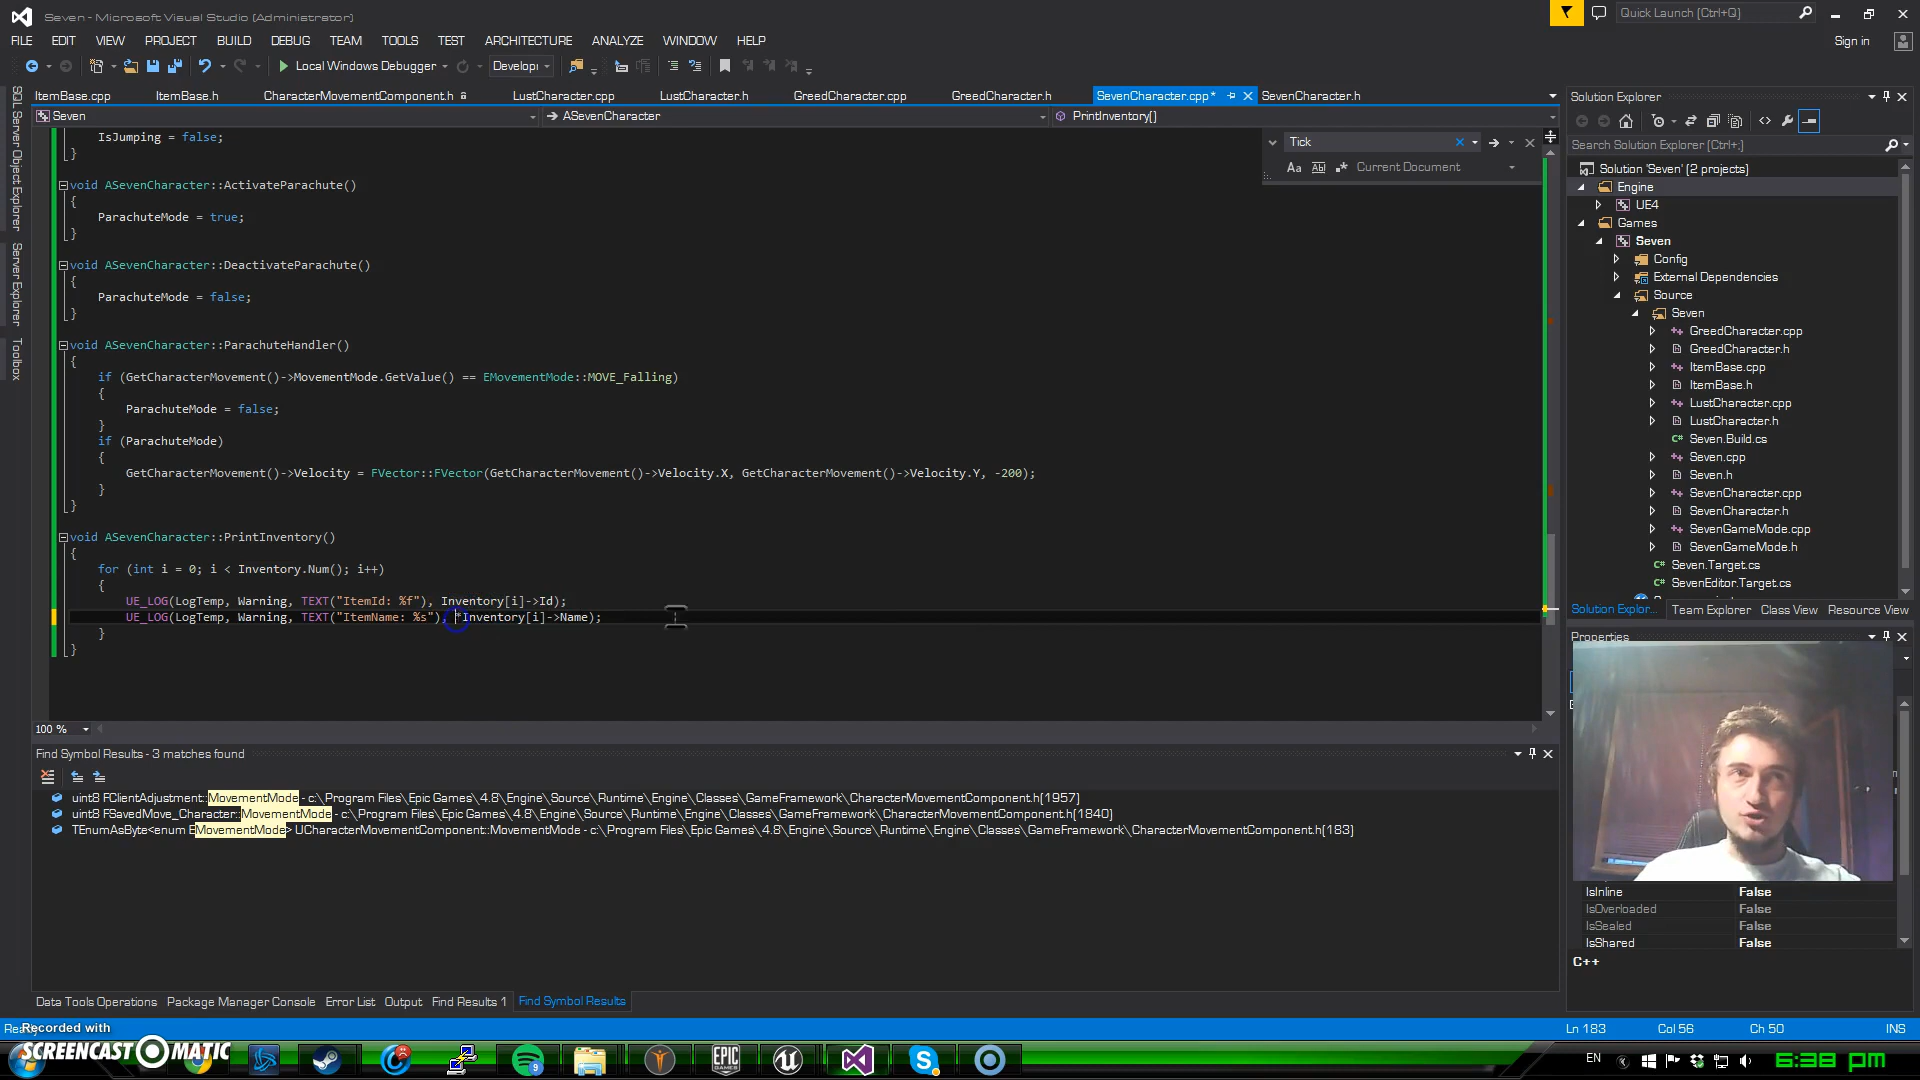 Seven - Microsoft Visual Studio (Administrator)
Quick Launch (Ctrl+Q)
FILE EDIT VIEW PROJECT BUILD DEBUG TEAM TOOLS TEST ARCHITECTURE ANALYZE WINDOW HELP
Sign in
Local Windows Debugger
Develop
ItemBase.cpp ItemBase.h CharacterMovementComponent.h LustCharacter.cpp LustCharacter.h GreedCharacter.cpp GreedCharacter.h SevenCharacter.cpp* SevenCharacter.h
Seven ASevenCharacter PrintInventory()
SQL Server Object Explorer
Server Explorer
Toolbox
Tick
Aa Current Document
IsJumping = false;
}
void ASevenCharacter::ActivateParachute()
{
ParachuteMode = true;
}
void ASevenCharacter::DeactivateParachute()
{
ParachuteMode = false;
}
void ASevenCharacter::ParachuteHandler()
{
if (GetCharacterMovement()->MovementMode.GetValue() == EMovementMode::MOVE_Falling)
{
ParachuteMode = false;
}
if (ParachuteMode)
{
GetCharacterMovement()->Velocity = FVector::FVector(GetCharacterMovement()->Velocity.X, GetCharacterMovement()->Velocity.Y, -200);
}
}
void ASevenCharacter::PrintInventory()
{
for (int i = 0; i < Inventory.Num(); i++)
{
UE_LOG(LogTemp, Warning, TEXT("ItemId: %f"), Inventory[i]->Id);
UE_LOG(LogTemp, Warning, TEXT("ItemName: %s"), *Inventory[i]->Name);
}
}
100 %
Find Symbol Results - 3 matches found
uint8 FClientAdjustment::MovementMode - c:\Program Files\Epic Games\4.8\Engine\Source\Runtime\Engine\Classes\GameFramework\CharacterMovementComponent.h(1957)
uint8 FSavedMove_Character::MovementMode - c:\Program Files\Epic Games\4.8\Engine\Source\Runtime\Engine\Classes\GameFramework\CharacterMovementComponent.h(1840)
TEnumAsByte<enum EMovementMode> UCharacterMovementComponent::MovementMode - c:\Program Files\Epic Games\4.8\Engine\Source\Runtime\Engine\Classes\GameFramework\CharacterMovementComponent.h(183)
Data Tools Operations Package Manager Console Error List Output Find Results 1 Find Symbol Results
Solution Explorer
Search Solution Explorer (Ctrl+;)
Solution 'Seven' (2 projects)
Engine
UE4
Games
Seven
Config
External Dependencies
Source
Seven
GreedCharacter.cpp
GreedCharacter.h
ItemBase.cpp
ItemBase.h
LustCharacter.cpp
LustCharacter.h
Seven.Build.cs
Seven.cpp
Seven.h
SevenCharacter.cpp
SevenCharacter.h
SevenGameMode.cpp
SevenGameMode.h
Seven.Target.cs
SevenEditor.Target.cs
Solution Explor... Team Explorer Class View Resource View
Properties
IsInline False
IsOverloaded False
IsSealed False
IsShared False
C++
Ln 183 Col 56 Ch 50 INS
Recorded with
SCREENCAST MATIC
9
EPIC GAMES
EN
6:38 pm